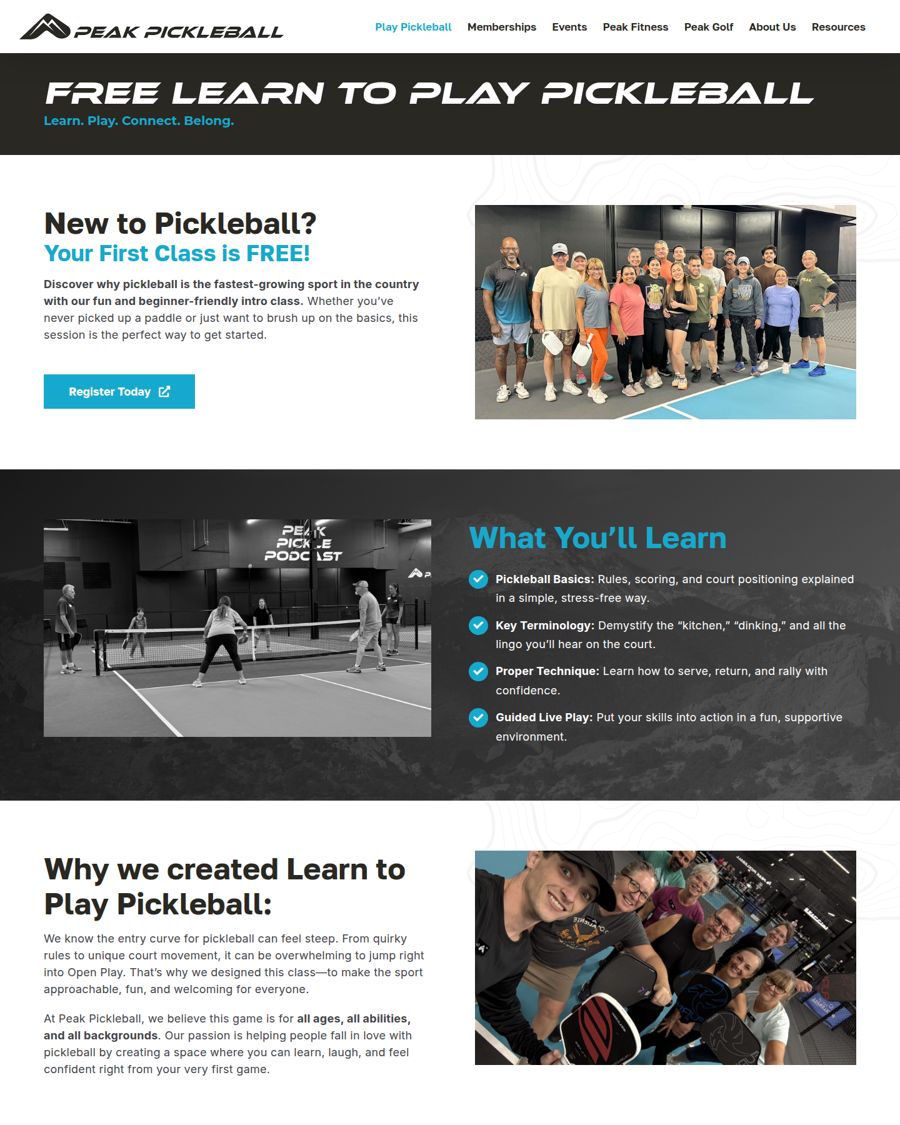 PEAK PICKLEBALL
Play Pickleball Memberships Events Peak Fitness Peak Golf About Us Resources
FREE LEARN TO PLAY PICKLEBALL
Learn. Play. Connect. Belong.
New to Pickleball?
Your First Class is FREE!
Discover why pickleball is the fastest-growing sport in the country
with our fun and beginner-friendly intro class. Whether you’ve
never picked up a paddle or just want to brush up on the basics, this
session is the perfect way to get started.
Register Today
PEAK
PICKLE
PODCAST
What You’ll Learn
Pickleball Basics: Rules, scoring, and court positioning explained
in a simple, stress-free way.
Key Terminology: Demystify the “kitchen,” “dinking,” and all the
lingo you’ll hear on the court.
Proper Technique: Learn how to serve, return, and rally with
confidence.
Guided Live Play: Put your skills into action in a fun, supportive
environment.
Why we created Learn to
Play Pickleball:
We know the entry curve for pickleball can feel steep. From quirky
rules to unique court movement, it can be overwhelming to jump right
into Open Play. That’s why we designed this class—to make the sport
approachable, fun, and welcoming for everyone.
At Peak Pickleball, we believe this game is for all ages, all abilities,
and all backgrounds. Our passion is helping people fall in love with
pickleball by creating a space where you can learn, laugh, and feel
confident right from your very first game.